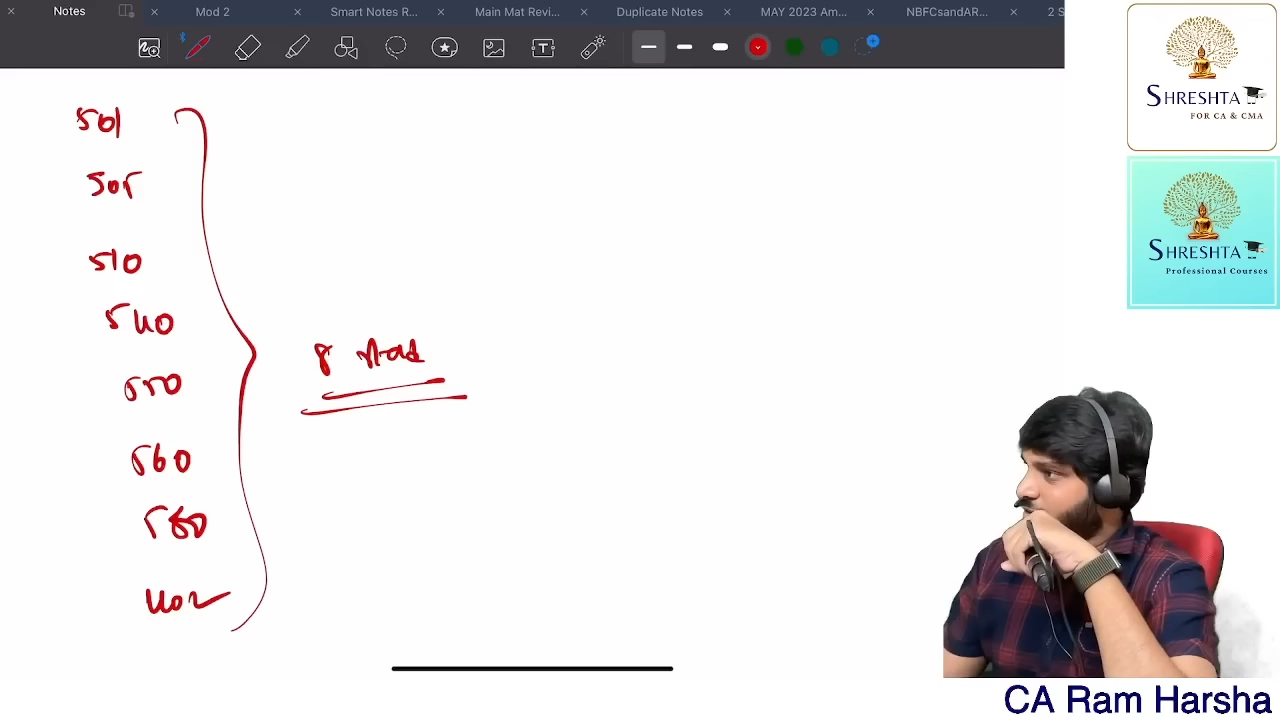 Notes
Mod 2
Smart Notes R...
Main Mat Revi...
Duplicate Notes
MAY 2023 Am...
NBFCsandAR...
2 S
501
505
510
540
550
560
580
402
8
SHRESHTA
FOR CA & CMA
SHRESHTA
Professional Courses
CA Ram Harsha